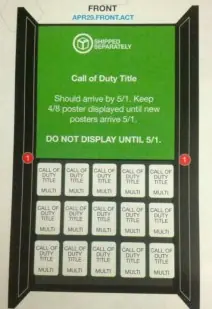 FRONT
APR29.FRONT.ACT
SHIPPED
SEPARATELY
Call of Duty Title
Should arrive by 5/1. Keep
4/8 poster displayed until new
posters arrive 5/1.
DO NOT DISPLAY UNTIL 5/1.
1 1
CALL OF CALL OF CALL OF CALL OF CALL OF
DUTY DUTY DUTY DUTY DUTY
TITLE TITLE TITLE TITLE TITLE
MULTI MULTI MULTI MULTI MULTI
CALL OF CALL OF CALL OF CALL OF CALL OF
DUTY DUTY DUTY DUTY DUTY
TITLE TITLE TITLE TITLE TITLE
MULTI MULTI MULTI MULTI MULTI
CALL OF CALL OF CALL OF CALL OF CALL OF
DUTY DUTY DUTY DUTY DUTY
TITLE TITLE TITLE TITLE TITLE
MULTI MULTI MULTI MULTI MULTI